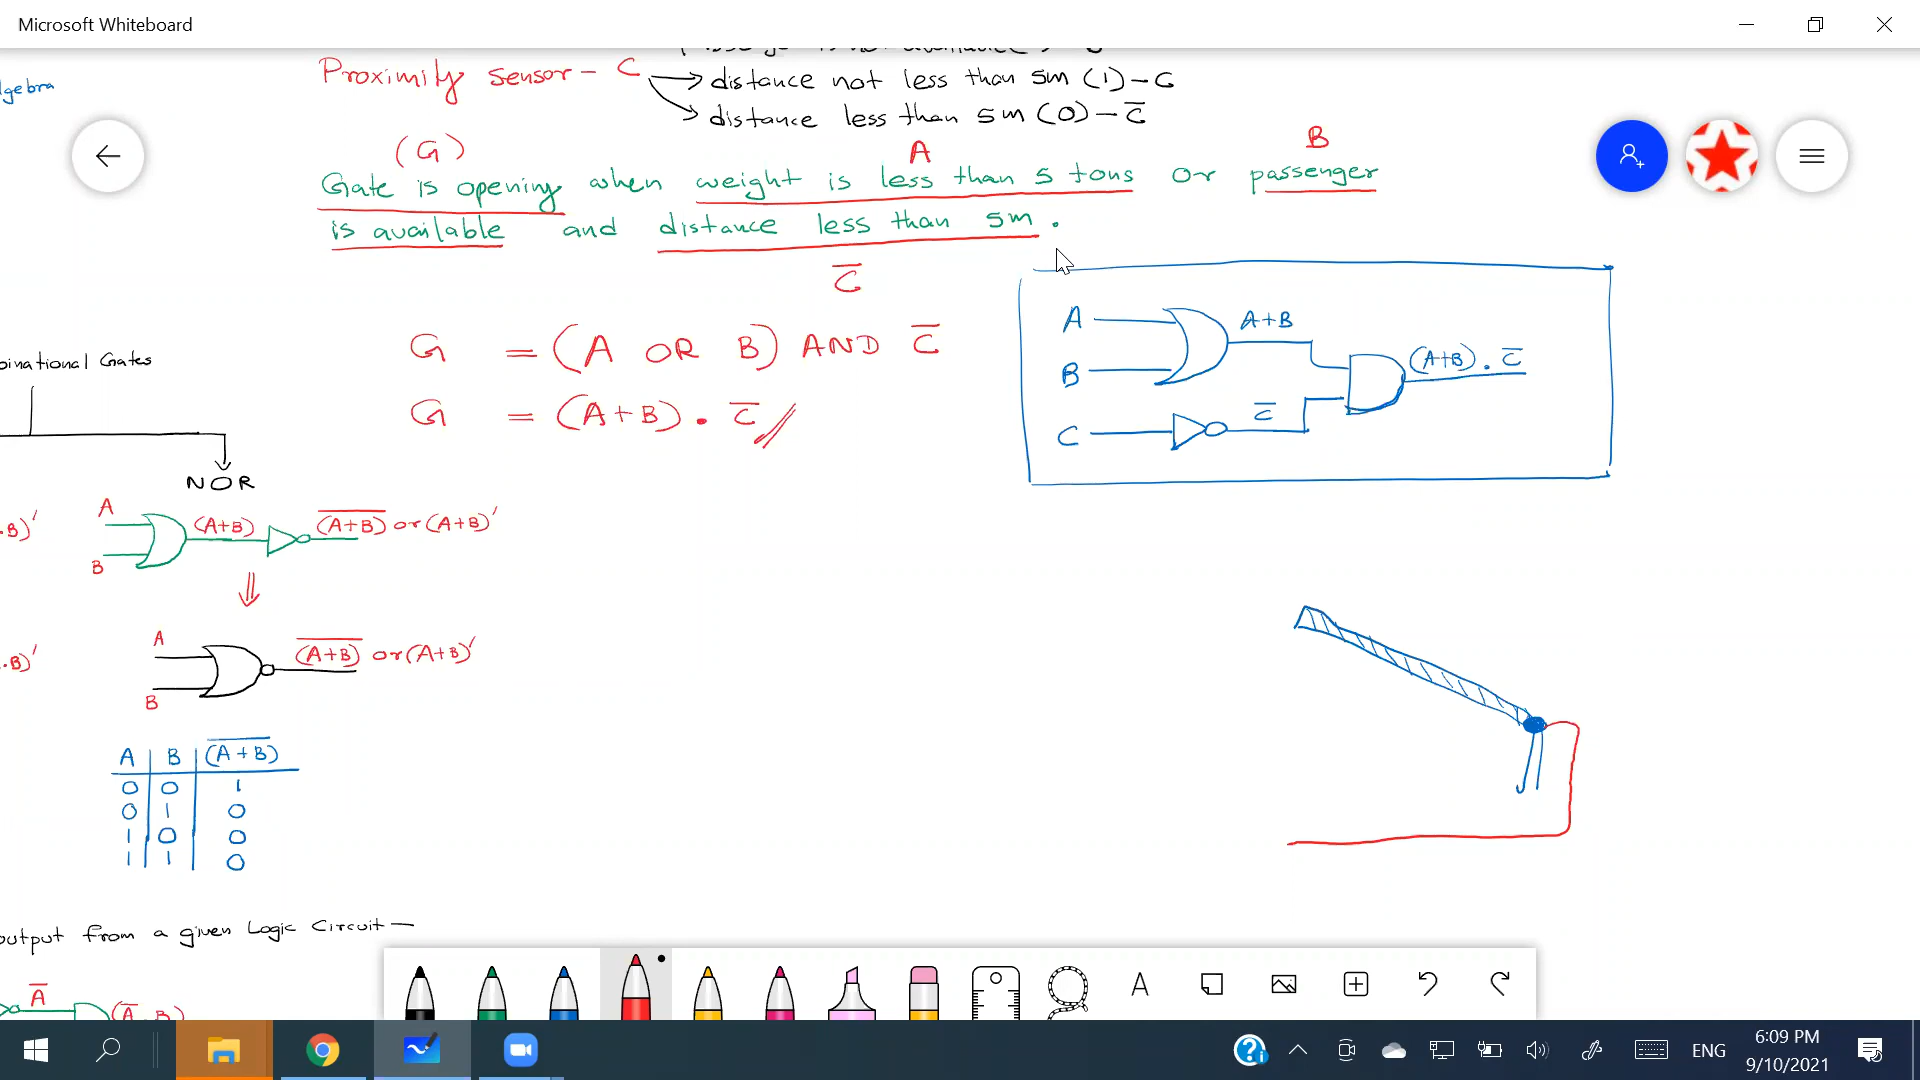 Microsoft Whiteboard
lgebra
Proximity sensor - C
distance not less than 5m (1) - C
distance less than 5m (0) - C̅
(G)
A
B
Gate is opening when weight is less than 5 tons or passenger
is available and distance less than 5m.
C̅
G = (A OR B) AND C̅
G = (A+B) . C̅
A
A+B
B
(A+B) . C̅
C
C̅
binational Gates
NOR
A
B
(A+B)
(A+B)̅ or (A+B)'
·B)'
A
B
(A+B)̅ or (A+B)'
·B)'
A B (A+B)̅
0 0 1
0 1 0
1 0 0
1 1 0
output from a given Logic Circuit —
A̅
(A̅ . B)
A
ENG
6:09 PM
9/10/2021